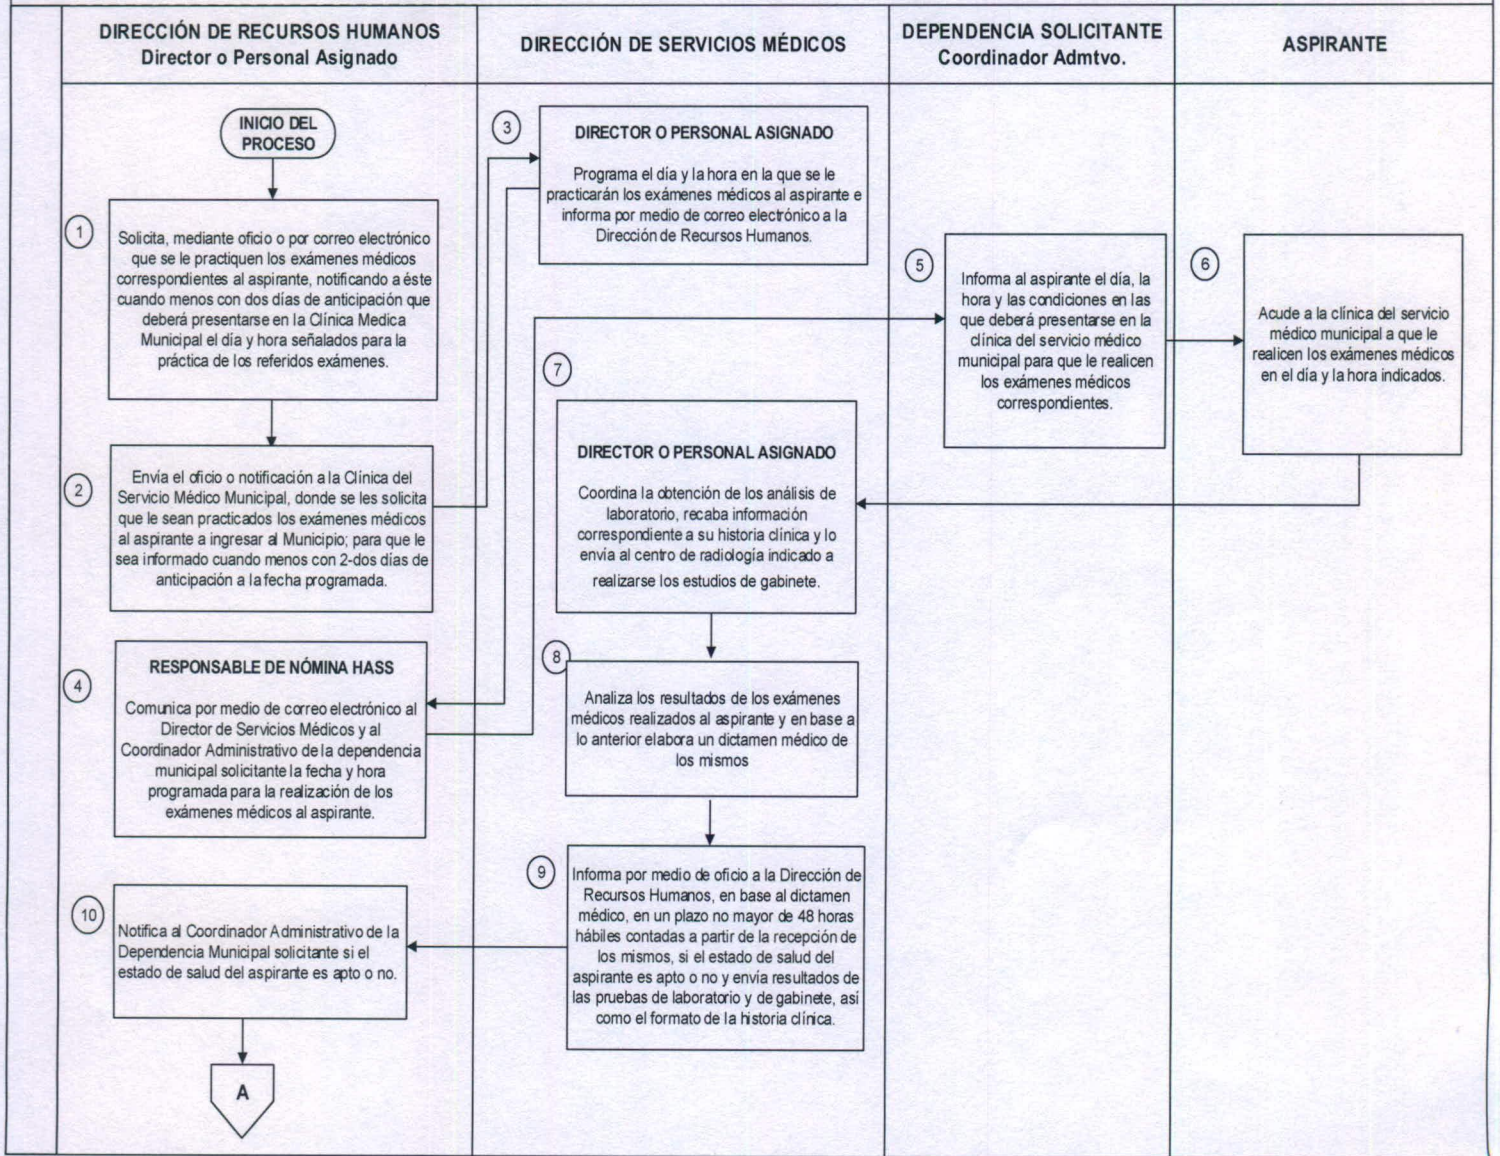 DIRECCIÓN DE RECURSOS HUMANOS
Director o Personal Asignado
DIRECCIÓN DE SERVICIOS MÉDICOS
DEPENDENCIA SOLICITANTE
Coordinador Admtvo.
ASPIRANTE
INICIO DEL
PROCESO
1
Solicita, mediante oficio o por correo electrónico
que se le practiquen los exámenes médicos
correspondientes al aspirante, notificando a éste
cuando menos con dos días de anticipación que
deberá presentarse en la Clínica Medica
Municipal el día y hora señalados para la
práctica de los referidos exámenes.
2
Envía el oficio o notificación a la Clínica del
Servicio Médico Municipal, donde se les solicita
que le sean practicados los exámenes médicos
al aspirante a ingresar al Municipio; para que le
sea informado cuando menos con 2-dos días de
anticipación a la fecha programada.
3
DIRECTOR O PERSONAL ASIGNADO
Programa el día y la hora en la que se le
practicarán los exámenes médicos al aspirante e
informa por medio de correo electrónico a la
Dirección de Recursos Humanos.
4
RESPONSABLE DE NÓMINA HASS
Comunica por medio de correo electrónico al
Director de Servicios Médicos y al
Coordinador Administrativo de la dependencia
municipal solicitante la fecha y hora
programada para la realización de los
exámenes médicos al aspirante.
5
Informa al aspirante el día, la
hora y las condiciones en las
que deberá presentarse en la
clínica del servicio médico
municipal para que le realicen
los exámenes médicos
correspondientes.
6
Acude a la clínica del servicio
médico municipal a que le
realicen los exámenes médicos
en el día y la hora indicados.
7
DIRECTOR O PERSONAL ASIGNADO
Coordina la obtención de los análisis de
laboratorio, recaba información
correspondiente a su historia clínica y lo
envía al centro de radiología indicado a
realizarse los estudios de gabinete.
8
Analiza los resultados de los exámenes
médicos realizados al aspirante y en base a
lo anterior elabora un dictamen médico de
los mismos
9
Informa por medio de oficio a la Dirección de
Recursos Humanos, en base al dictamen
médico, en un plazo no mayor de 48 horas
hábiles contadas a partir de la recepción de
los mismos, si el estado de salud del
aspirante es apto o no y envía resultados de
las pruebas de laboratorio y de gabinete, así
como el formato de la historia clínica.
10
Notifica al Coordinador Administrativo de la
Dependencia Municipal solicitante si el
estado de salud del aspirante es apto o no.
A